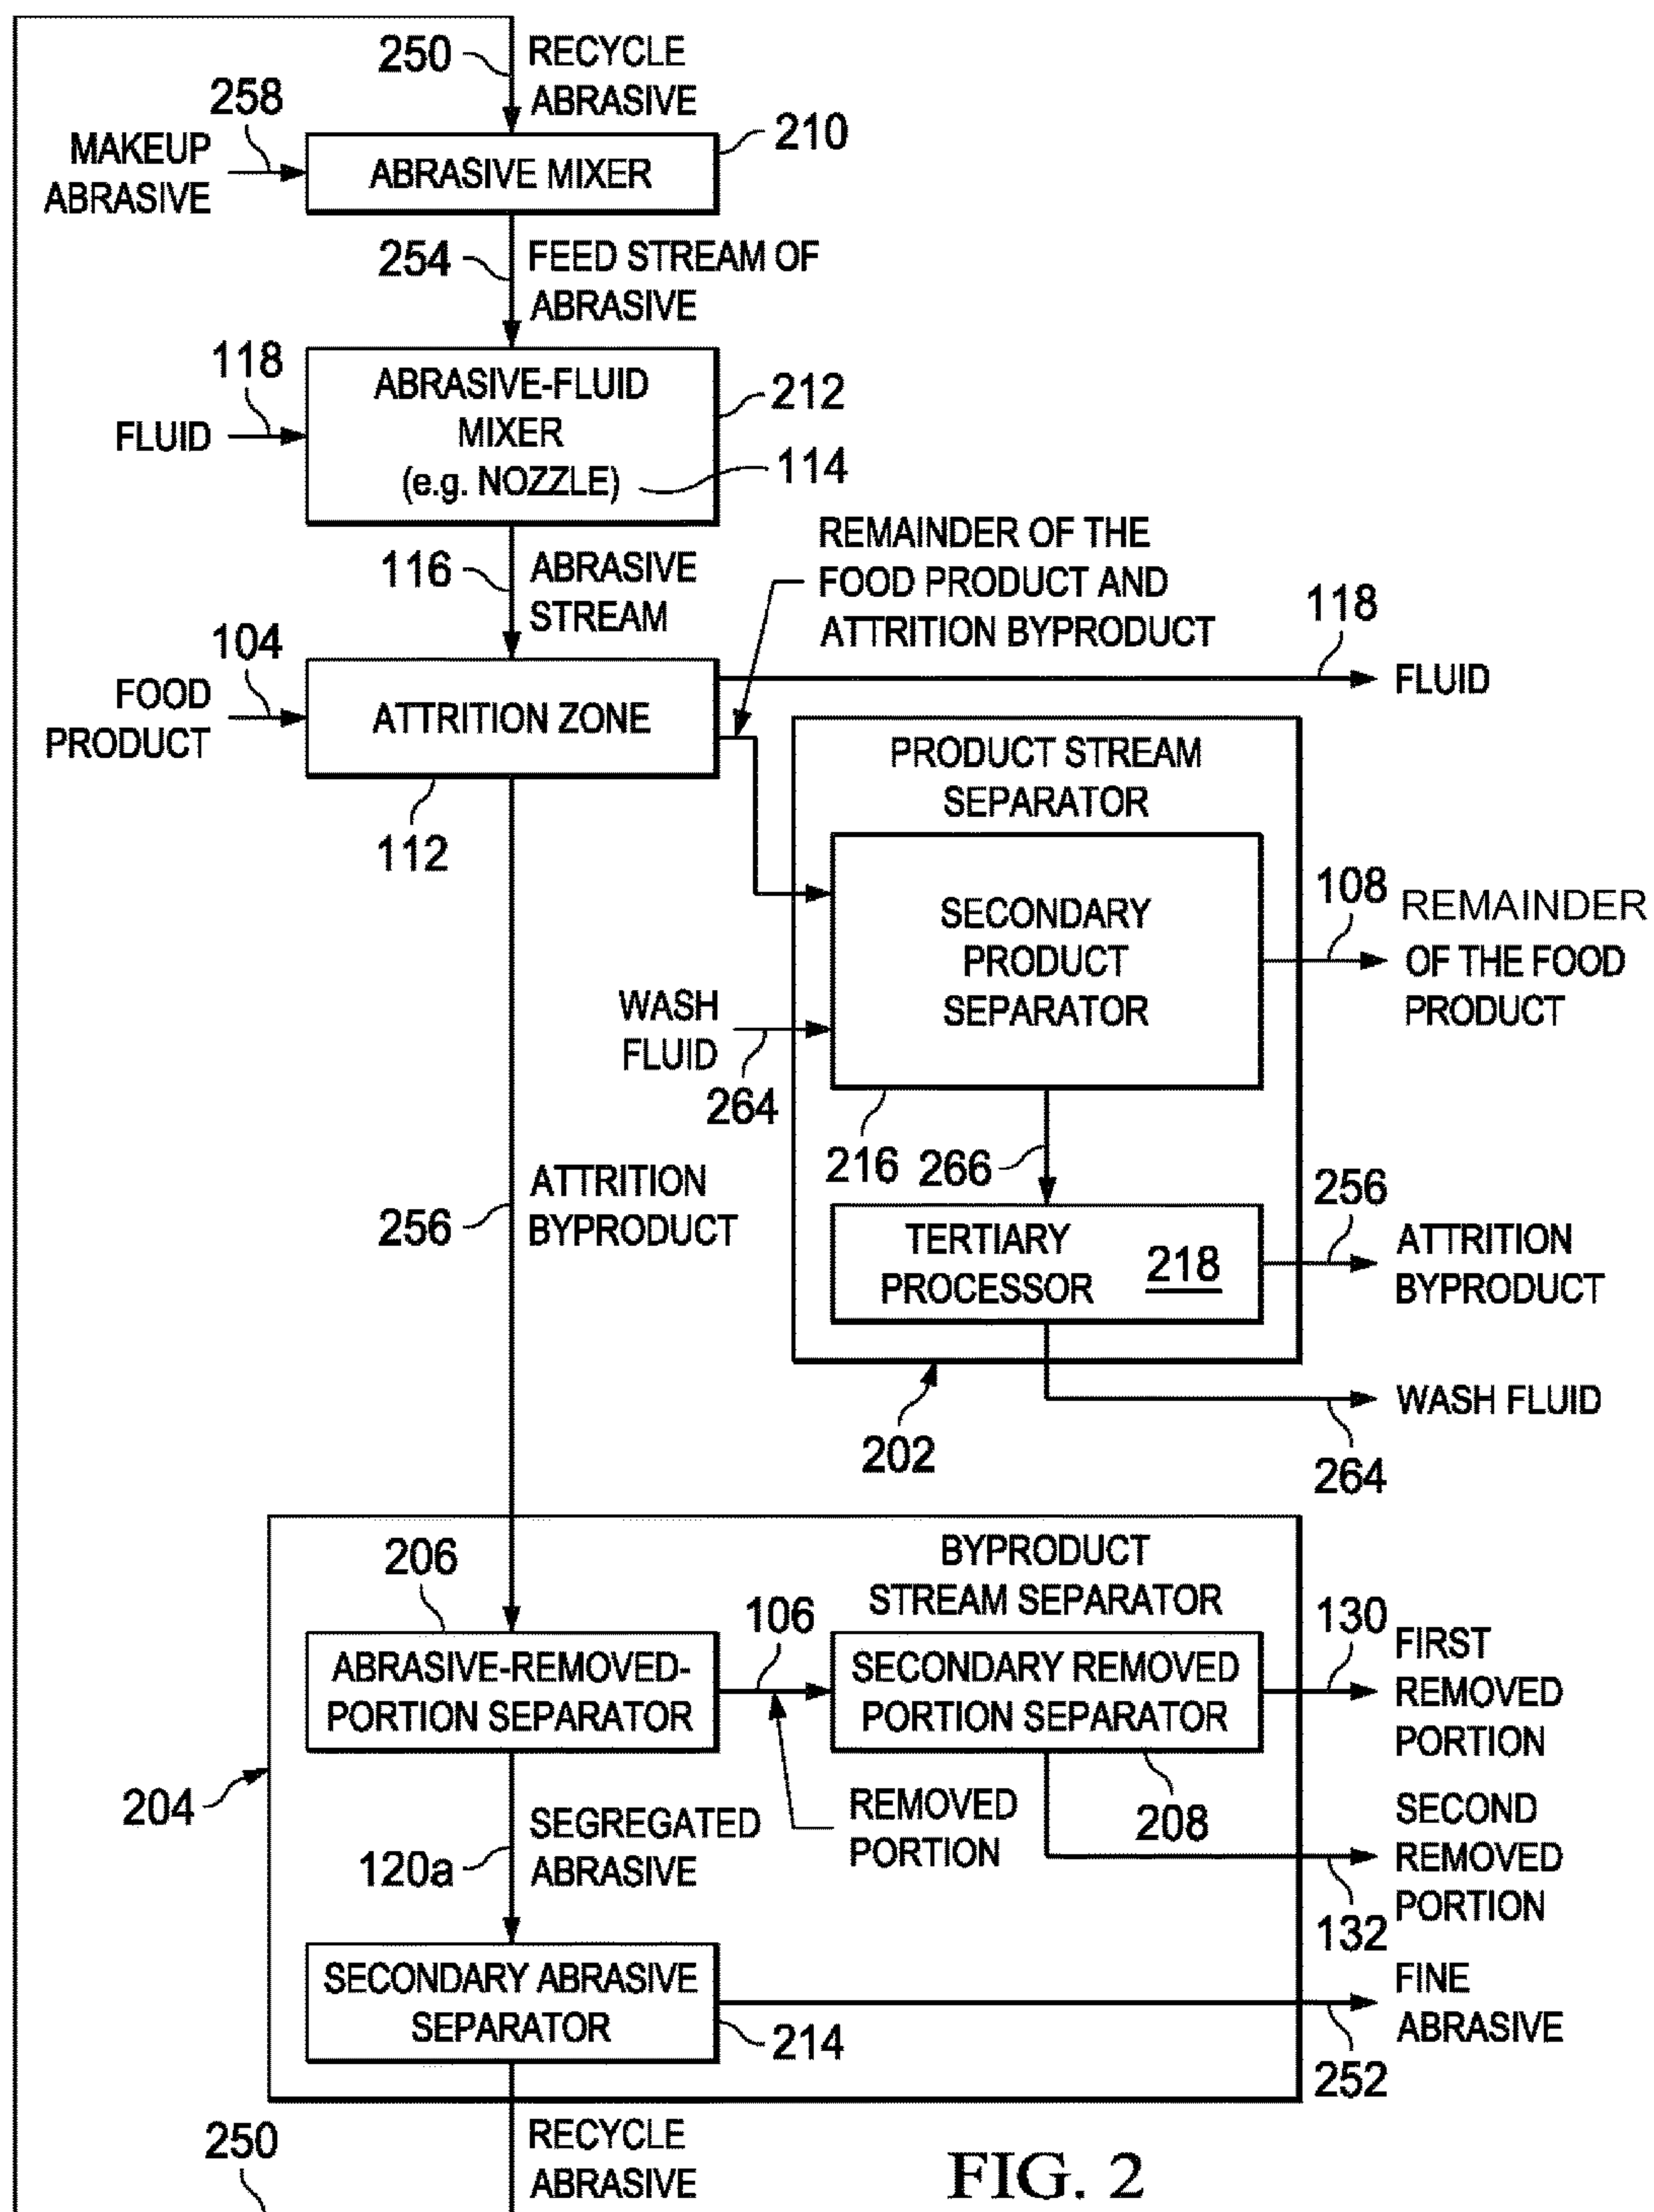 250
RECYCLE
ABRASIVE
258
MAKEUP
ABRASIVE
ABRASIVE MIXER
210
254
FEED STREAM OF
ABRASIVE
118
FLUID
ABRASIVE-FLUID
MIXER
(e.g. NOZZLE)
212
114
116
ABRASIVE
STREAM
REMAINDER OF THE
FOOD PRODUCT AND
ATTRITION BYPRODUCT
118
FLUID
104
FOOD
PRODUCT
ATTRITION ZONE
112
PRODUCT STREAM
SEPARATOR
SECONDARY
PRODUCT
SEPARATOR
108
REMAINDER
OF THE FOOD
PRODUCT
WASH
FLUID
264
216
266
TERTIARY
PROCESSOR
218
256
ATTRITION
BYPRODUCT
256
ATTRITION
BYPRODUCT
202
WASH FLUID
264
BYPRODUCT
STREAM SEPARATOR
206
ABRASIVE-REMOVED-
PORTION SEPARATOR
106
SECONDARY REMOVED
PORTION SEPARATOR
130
FIRST
REMOVED
PORTION
204
120a
SEGREGATED
ABRASIVE
REMOVED
PORTION
208
SECOND
REMOVED
PORTION
132
SECONDARY ABRASIVE
SEPARATOR
214
FINE
ABRASIVE
252
250
RECYCLE
ABRASIVE
FIG. 2